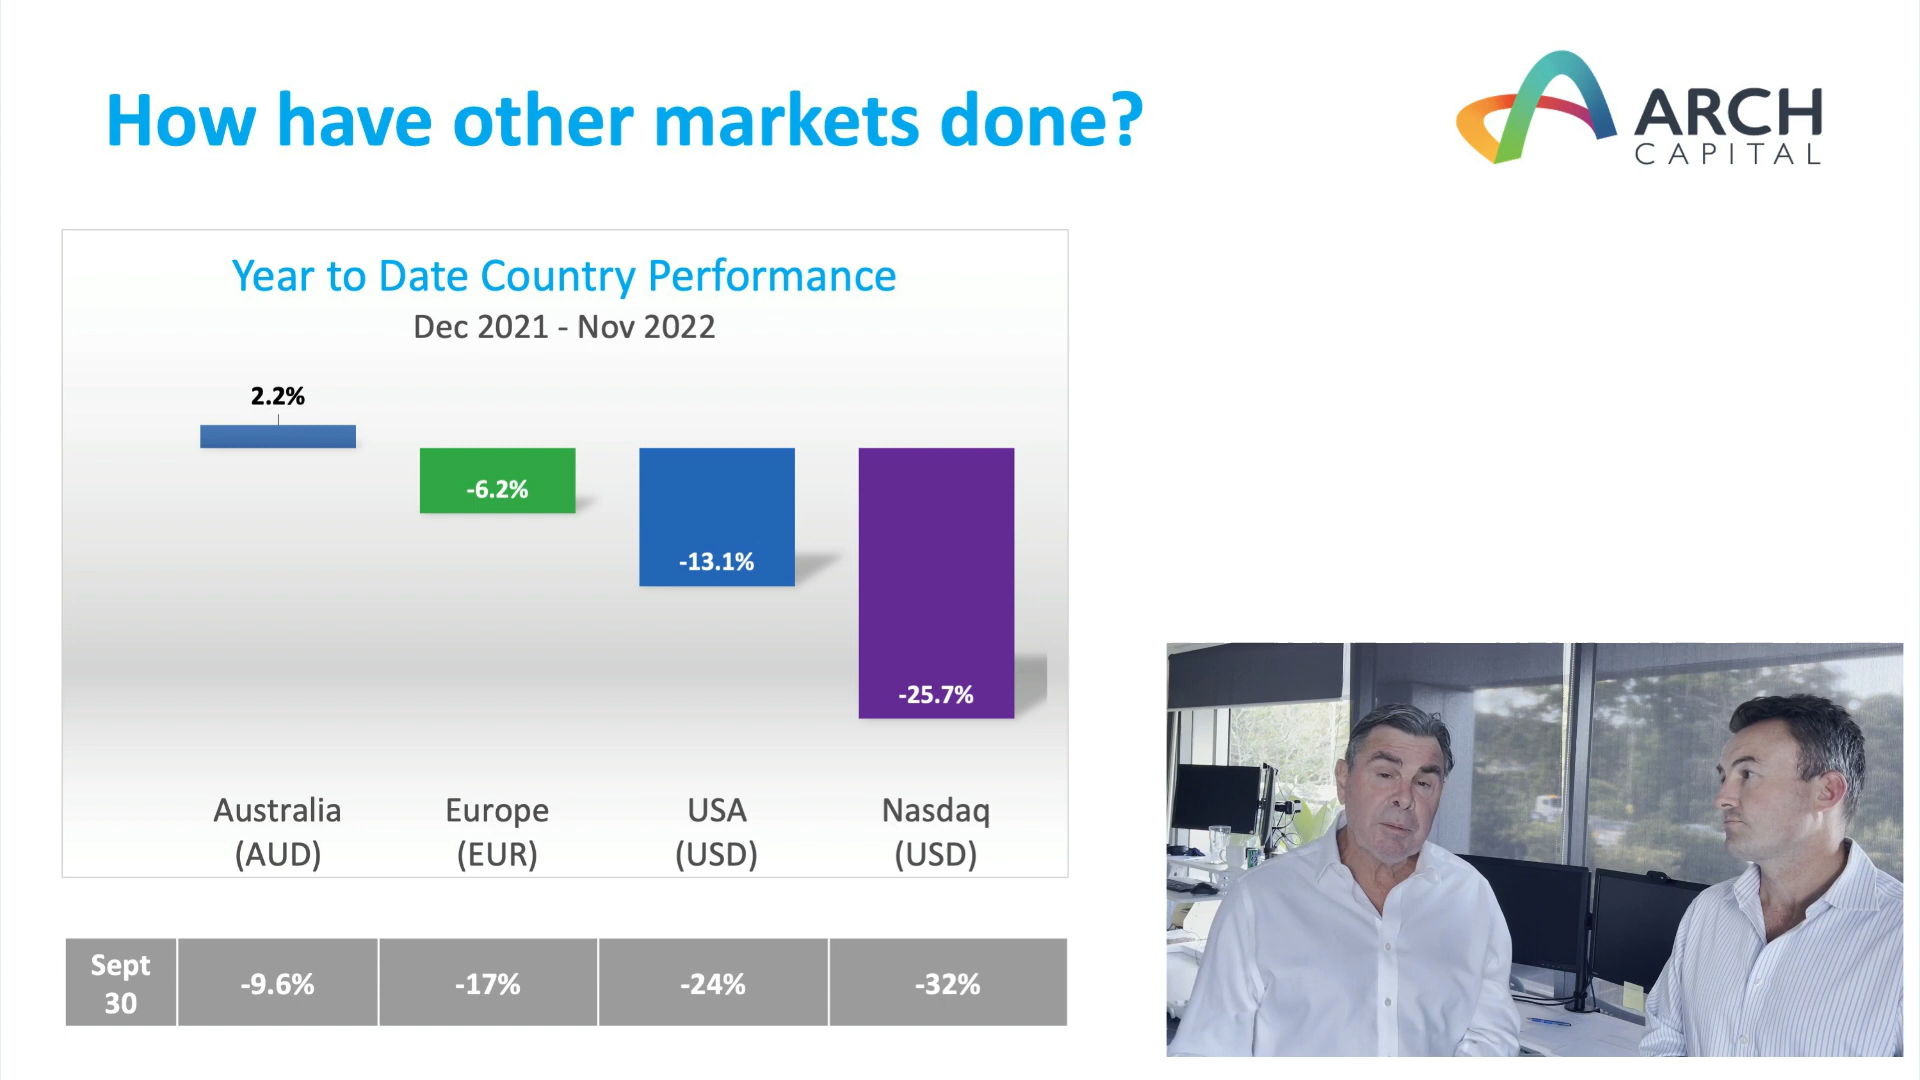 How have other markets done?
ARCH
CAPITAL
Year to Date Country Performance
Dec 2021 - Nov 2022
2.2%
-6.2%
-13.1%
-25.7%
Australia
(AUD)
Europe
(EUR)
USA
(USD)
Nasdaq
(USD)
Sept
30
-9.6%
-17%
-24%
-32%